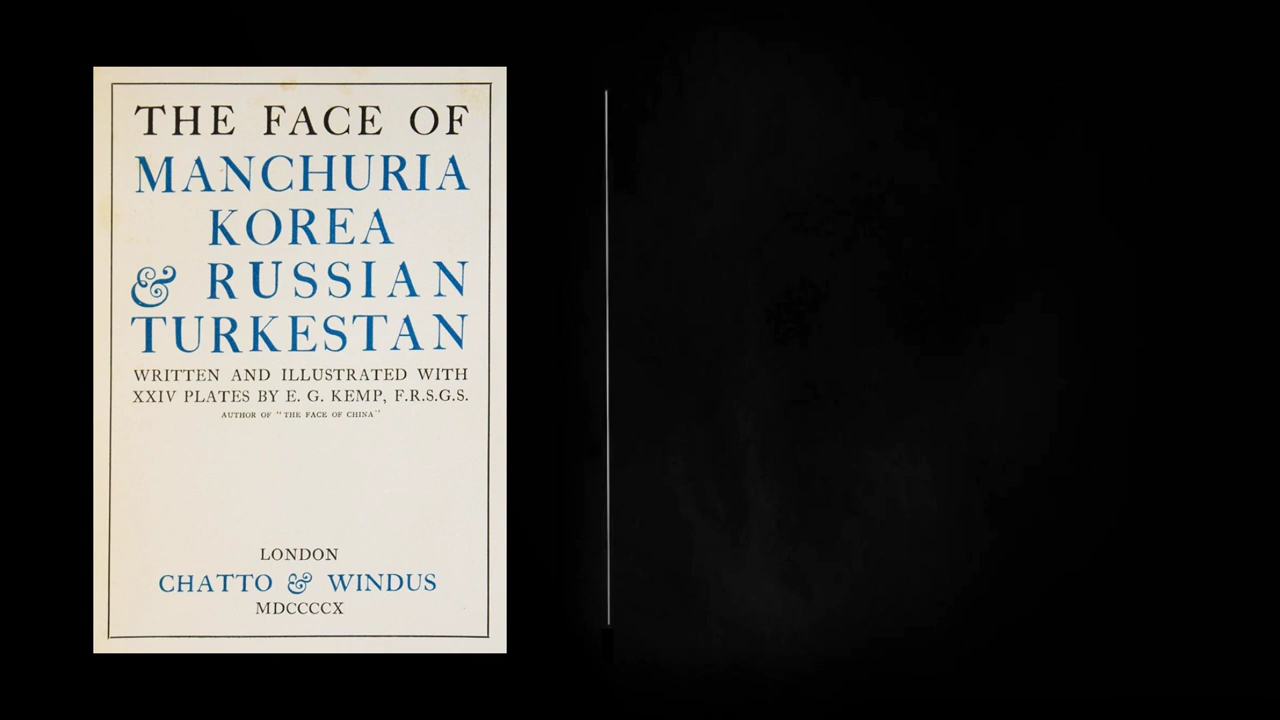 THE FACE OF
MANCHURIA
KOREA
& RUSSIAN
TURKESTAN
WRITTEN AND ILLUSTRATED WITH
XXIV PLATES BY E. G. KEMP, F.R.S.G.S.
AUTHOR OF "THE FACE OF CHINA"
LONDON
CHATTO & WINDUS
MDCCCCX